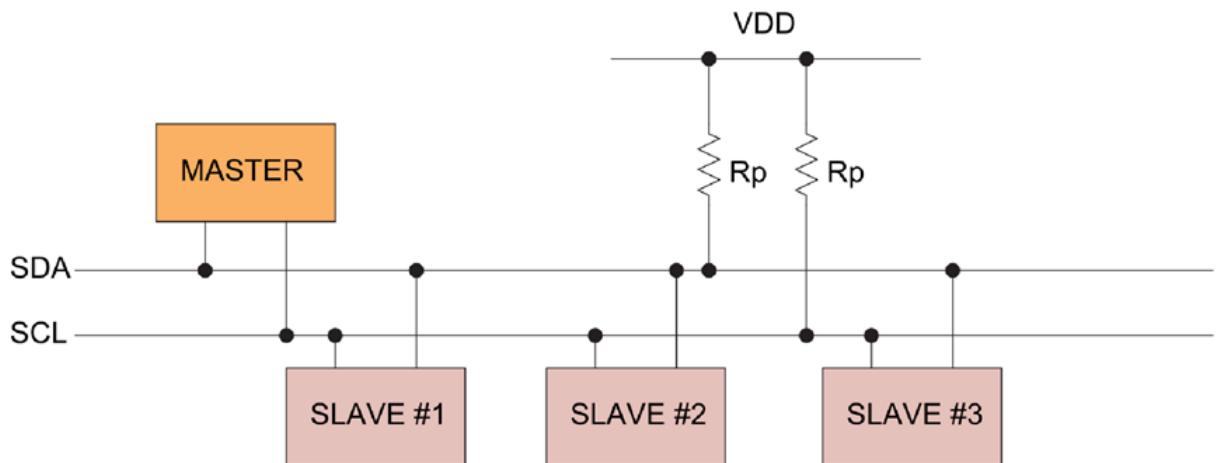 VDD
MASTER
Rp
Rp
SDA
SCL
SLAVE #1
SLAVE #2
SLAVE #3